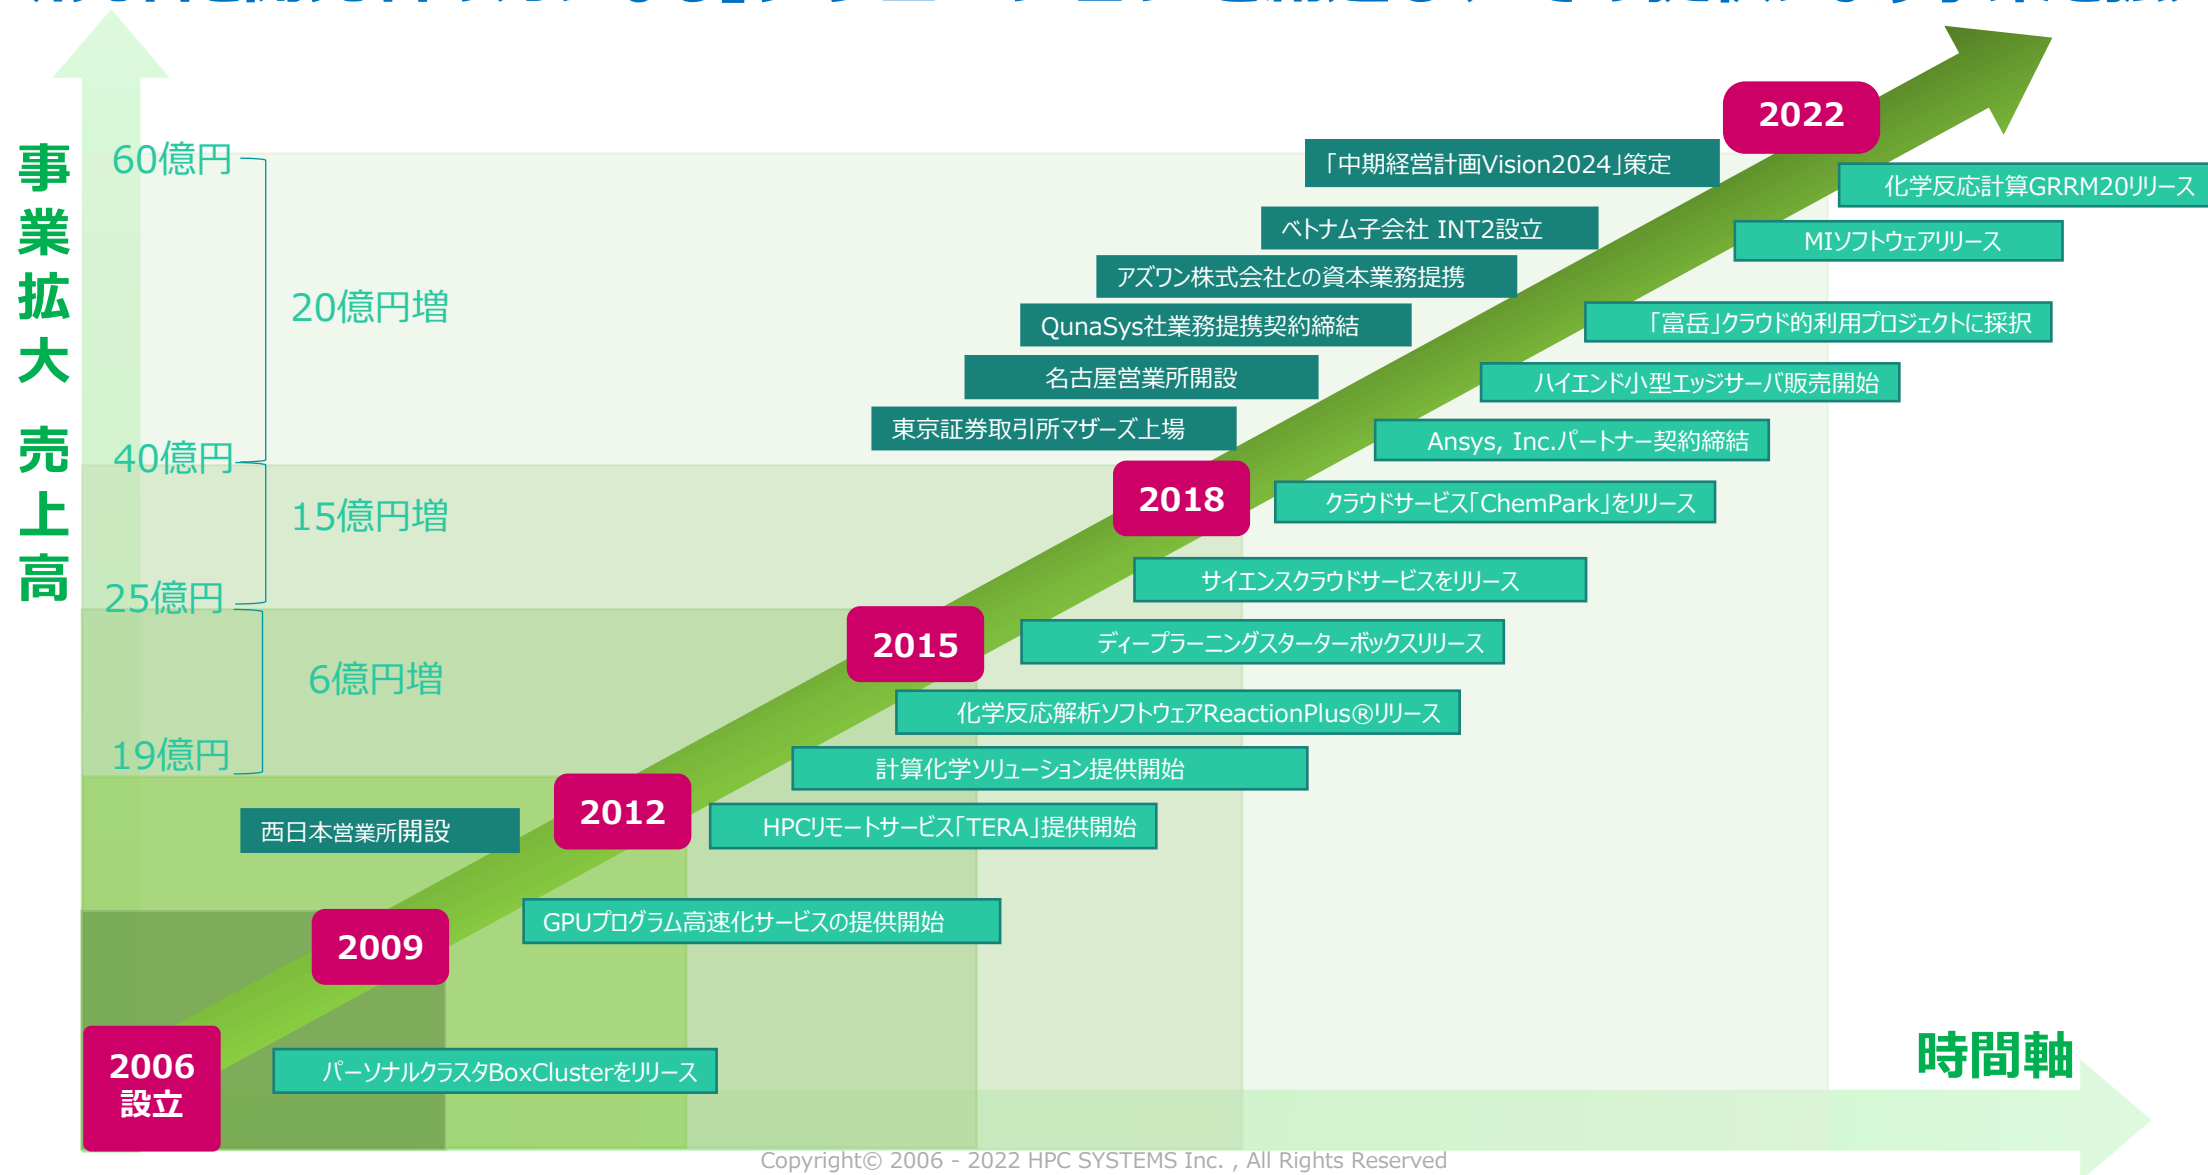 2022
60億円
「中期経営計画Vision2024」策定
化学反応計算GRRM20リリース
ベトナム子会社 INT2設立
MIソフトウェアリリース
アズワン株式会社との資本業務提携
20億円増
QunaSys社業務提携契約締結
「富岳」クラウド的利用プロジェクトに採択
名古屋営業所開設
ハイエンド小型エッジサーバ販売開始
東京証券取引所マザーズ上場
Ansys, Inc.パートナー契約締結
事業拡大 売上高
40億円
2018
クラウドサービス「ChemPark」をリリース
15億円増
サイエンスクラウドサービスをリリース
25億円
2015
ディープラーニングスターターボックスリリース
6億円増
化学反応解析ソフトウェアReactionPlus®リリース
19億円
計算化学ソリューション提供開始
2012
HPCリモートサービス「TERA」提供開始
西日本営業所開設
2009
GPUプログラム高速化サービスの提供開始
2006
設立
パーソナルクラスタBoxClusterをリリース
時間軸
Copyright© 2006 - 2022 HPC SYSTEMS Inc. , All Rights Reserved